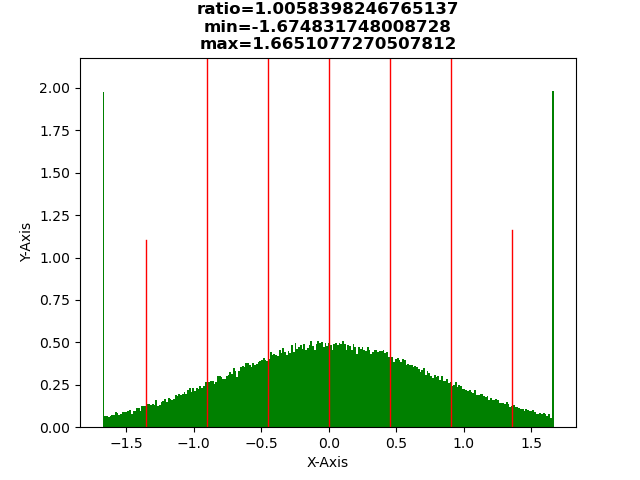 ratio=1.0058398246765137
min=-1.674831748008728
max=1.6651077270507812
2.00
1.75
1.50
1.25
1.00
0.75
0.50
0.25
0.00
Y-Axis
−1.5 −1.0 −0.5 0.0 0.5 1.0 1.5
X-Axis